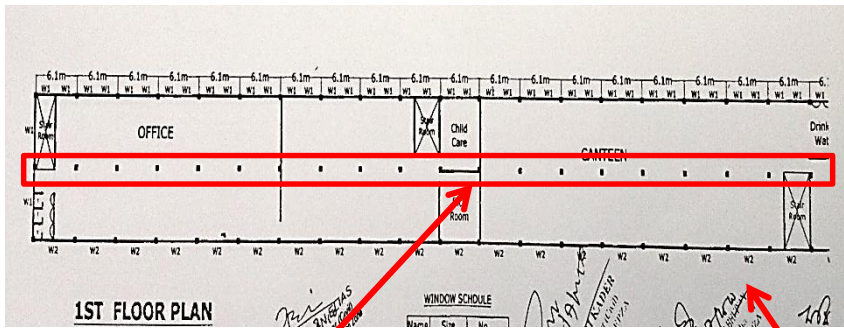 6.1m 6.1m 6.1m 6.1m 6.1m 6.1m 6.1m 6.1m 6.1m 6.1m 6.1m 6.1m 6.1m 6.1m 6.1m 6.1m 6.1m 6.1m 6.1m 6.
W1 W1 W1 W1 W1 W1 W1 W1 W1 W1 W1 W1 W1 W1 W1 W1 W1 W1 W1 W1 W1 W1 W1 W1 W1 W1 W1 W1 W1 W1 W1 W1 W1 W1 W1 W1 W1 W1
W1 Stair Room
OFFICE
Stair Room
Child Care
CANTEEN
Drink Wat
W1
Room
Stair Room
W2 W2 W2 W2 W2 W2 W2 W2 W2 W2 W2 W2 W2 W2 W2 W2 W2 W2 W2
1ST FLOOR PLAN
WINDOW SCHDULE
Name Size No
TRADER